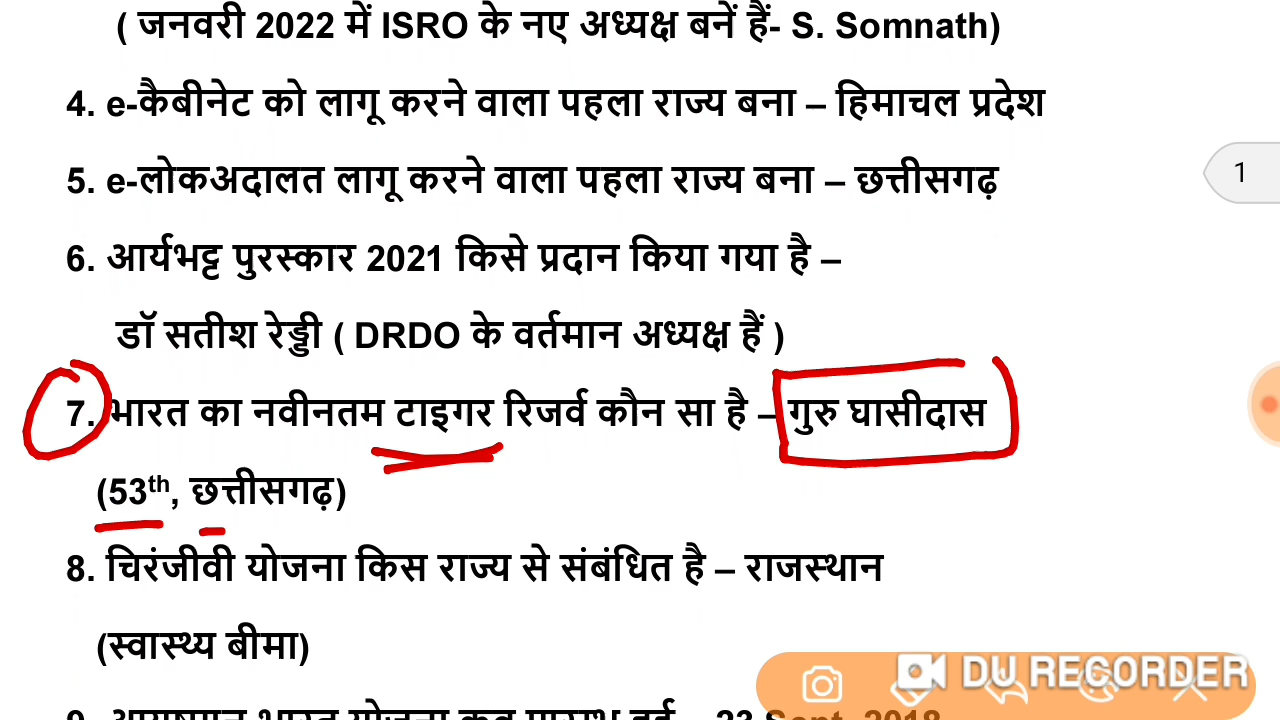 ( जनवरी 2022 में ISRO के नए अध्यक्ष बनें हैं- S. Somnath)
4. e-कैबीनेट को लागू करने वाला पहला राज्य बना – हिमाचल प्रदेश
1
5. e-लोकअदालत लागू करने वाला पहला राज्य बना – छत्तीसगढ़
6. आर्यभट्ट पुरस्कार 2021 किसे प्रदान किया गया है –
डॉ सतीश रेड्डी ( DRDO के वर्तमान अध्यक्ष हैं )
7. भारत का नवीनतम टाइगर रिजर्व कौन सा है – गुरु घासीदास
(53th, छत्तीसगढ़)
8. चिरंजीवी योजना किस राज्य से संबंधित है – राजस्थान
(स्वास्थ्य बीमा)
DU RECORDER